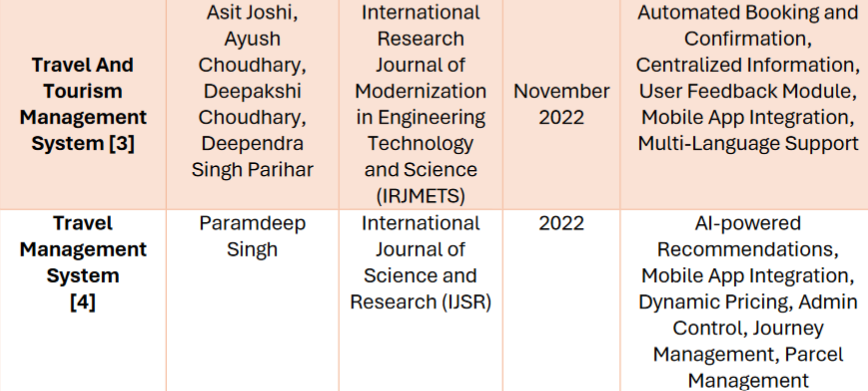 Travel And
Tourism
Management
System [3]
Asit Joshi,
Ayush
Choudhary,
Deepakshi
Choudhary,
Deependra
Singh Parihar
International
Research
Journal of
Modernization
in Engineering
Technology
and Science
(IRJMETS)
November
2022
Automated Booking and
Confirmation,
Centralized Information,
User Feedback Module,
Mobile App Integration,
Multi-Language Support
Travel
Management
System
[4]
Paramdeep
Singh
International
Journal of
Science and
Research (IJSR)
2022
AI-powered
Recommendations,
Mobile App Integration,
Dynamic Pricing, Admin
Control, Journey
Management, Parcel
Management